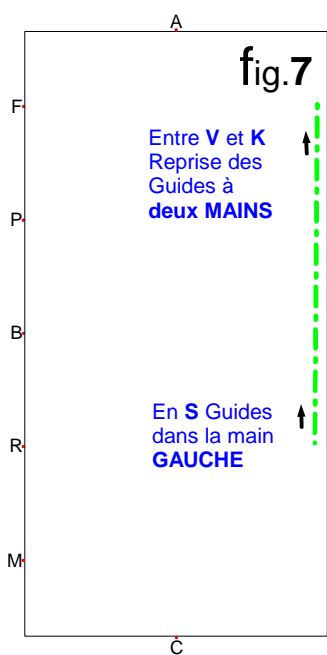 A
fig.7
F
Entre V et K
Reprise des
Guides à
deux MAINS
P
B
En S Guides
dans la main
GAUCHE
R
M
C